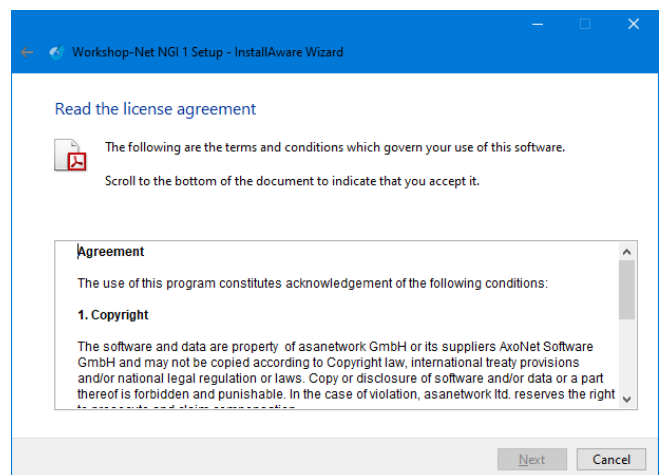 Workshop-Net NGI 1 Setup - InstallAware Wizard
Read the license agreement
The following are the terms and conditions which govern your use of this software.
Scroll to the bottom of the document to indicate that you accept it.
Agreement
The use of this program constitutes acknowledgement of the following conditions:
1. Copyright
The software and data are property of asanetwork GmbH or its suppliers AxoNet Software
GmbH and may not be copied according to Copyright law, international treaty provisions
and/or national legal regulation or laws. Copy or disclosure of software and/or data or a part
thereof is forbidden and punishable. In the case of violation, asanetwork ltd. reserves the right
Next Cancel